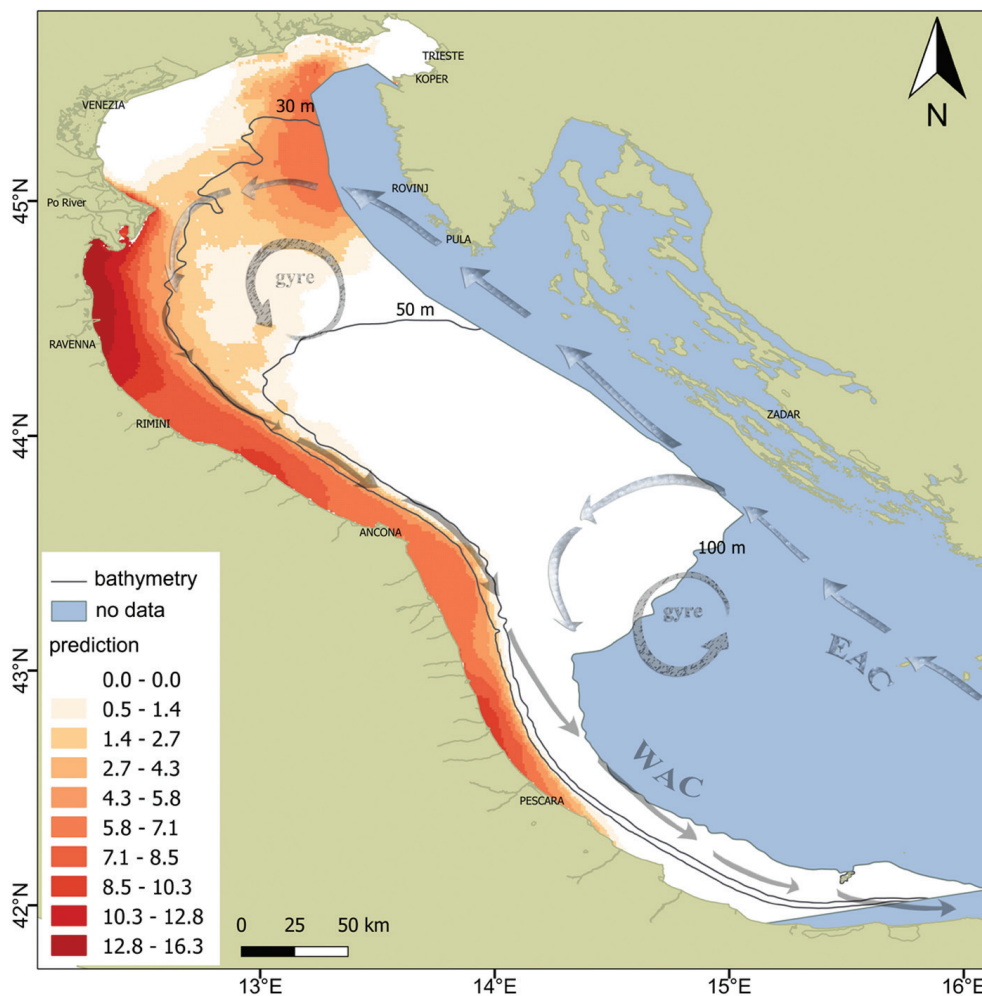 TRIESTE
KOPER
VENEZIA
30 m
N
45°N
Po River
ROVINJ
PULA
gyre
50 m
RAVENNA
ZADAR
44°N
RIMINI
ANCONA
100 m
gyre
EAC
43°N
WAC
PESCARA
42°N
bathymetry
no data
prediction
0.0 - 0.0
0.5 - 1.4
1.4 - 2.7
2.7 - 4.3
4.3 - 5.8
5.8 - 7.1
7.1 - 8.5
8.5 - 10.3
10.3 - 12.8
12.8 - 16.3
0 25 50 km
13°E 14°E 15°E 16°E